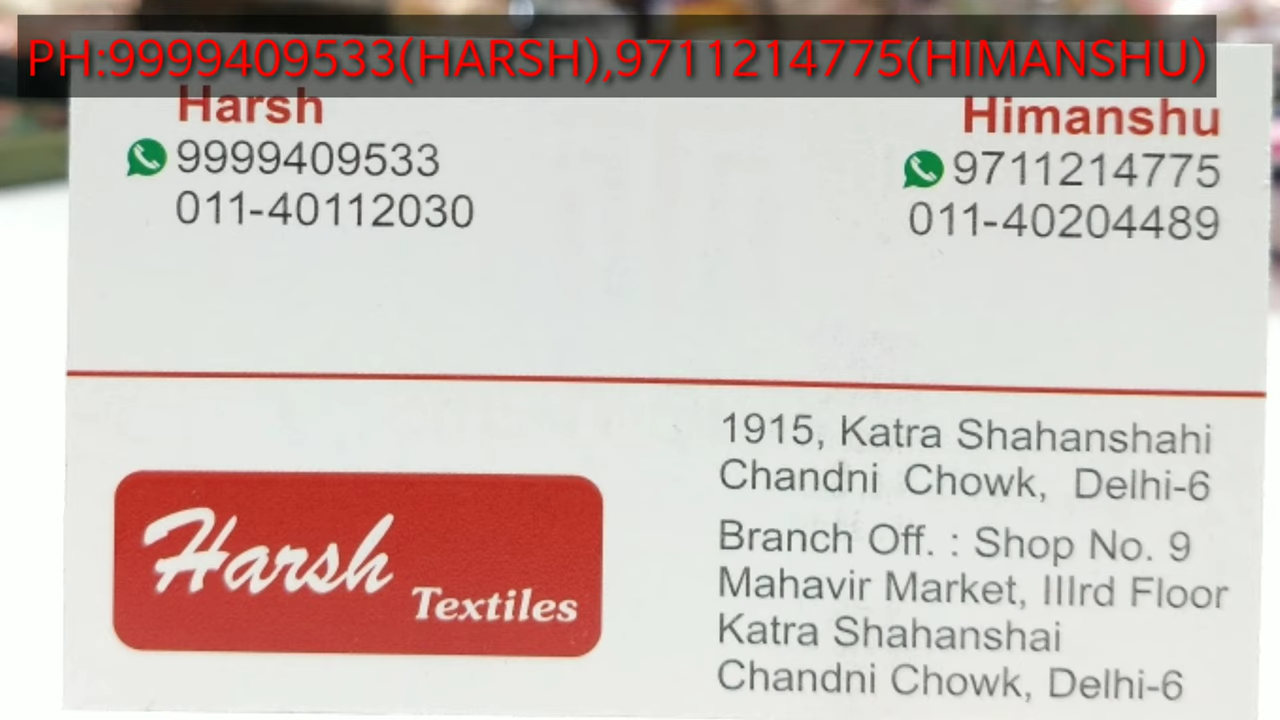 PH:9999409533(HARSH),9711214775(HIMANSHU)
Harsh
9999409533
011-40112030
Himanshu
9711214775
011-40204489
Harsh
Textiles
1915, Katra Shahanshahi
Chandni Chowk, Delhi-6
Branch Off. : Shop No. 9
Mahavir Market, IIIrd Floor
Katra Shahanshai
Chandni Chowk, Delhi-6